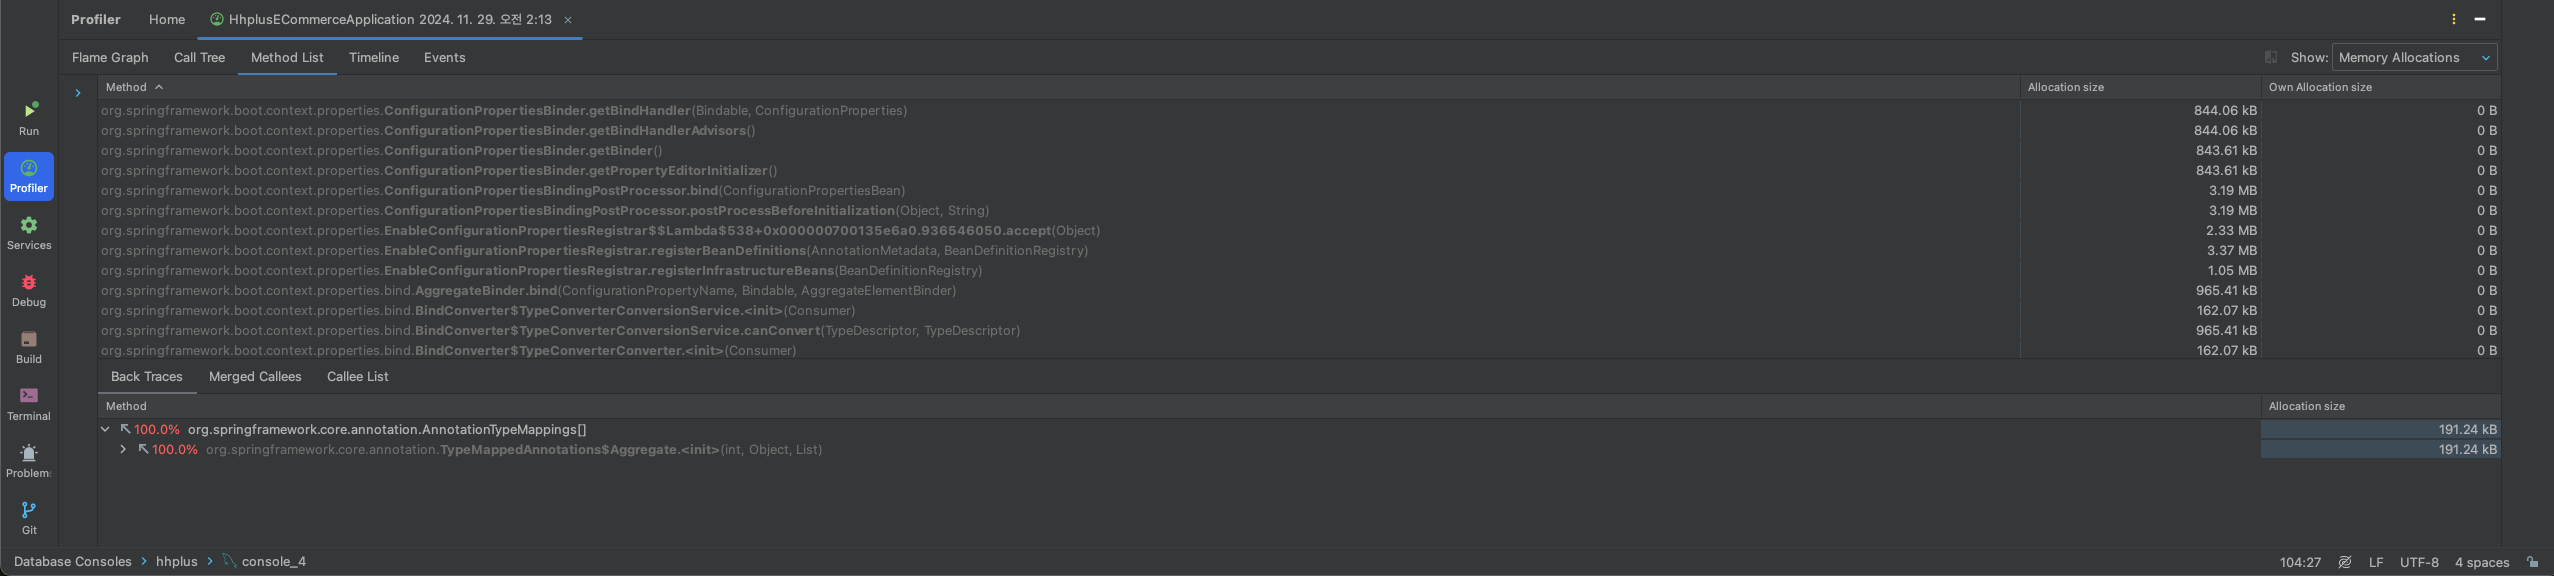 Profiler Home HhplusECommerceApplication 2024. 11. 29. 오전 2:13 ×
Flame Graph Call Tree Method List Timeline Events Show: Memory Allocations
Method Allocation size Own Allocation size
org.springframework.boot.context.properties.ConfigurationPropertiesBinder.getBindHandler(Bindable, ConfigurationProperties) 844.06 kB 0 B
org.springframework.boot.context.properties.ConfigurationPropertiesBinder.getBindHandlerAdvisors() 844.06 kB 0 B
org.springframework.boot.context.properties.ConfigurationPropertiesBinder.getBinder() 843.61 kB 0 B
org.springframework.boot.context.properties.ConfigurationPropertiesBinder.getPropertyEditorInitializer() 843.61 kB 0 B
org.springframework.boot.context.properties.ConfigurationPropertiesBindingPostProcessor.bind(ConfigurationPropertiesBean) 3.19 MB 0 B
org.springframework.boot.context.properties.ConfigurationPropertiesBindingPostProcessor.postProcessBeforeInitialization(Object, String) 3.19 MB 0 B
org.springframework.boot.context.properties.EnableConfigurationPropertiesRegistrar$$Lambda$538+0x000000700135e6a0.936546050.accept(Object) 2.33 MB 0 B
org.springframework.boot.context.properties.EnableConfigurationPropertiesRegistrar.registerBeanDefinitions(AnnotationMetadata, BeanDefinitionRegistry) 3.37 MB 0 B
org.springframework.boot.context.properties.EnableConfigurationPropertiesRegistrar.registerInfrastructureBeans(BeanDefinitionRegistry) 1.05 MB 0 B
org.springframework.boot.context.properties.bind.AggregateBinder.bind(ConfigurationPropertyName, Bindable, AggregateElementBinder) 965.41 kB 0 B
org.springframework.boot.context.properties.bind.BindConverter$TypeConverterConversionService.<init>(Consumer) 162.07 kB 0 B
org.springframework.boot.context.properties.bind.BindConverter$TypeConverterConversionService.canConvert(TypeDescriptor, TypeDescriptor) 965.41 kB 0 B
org.springframework.boot.context.properties.bind.BindConverter$TypeConverterConverter.<init>(Consumer) 162.07 kB 0 B
Back Traces Merged Callees Callee List
Method Allocation size
100.0% org.springframework.core.annotation.AnnotationTypeMappings[] 191.24 kB
100.0% org.springframework.core.annotation.TypeMappedAnnotations$Aggregate.<init>(int, Object, List) 191.24 kB
Run
Profiler
Services
Debug
Build
Terminal
Problem
Git
Database Consoles hhplus console_4 104:27 LF UTF-8 4 spaces